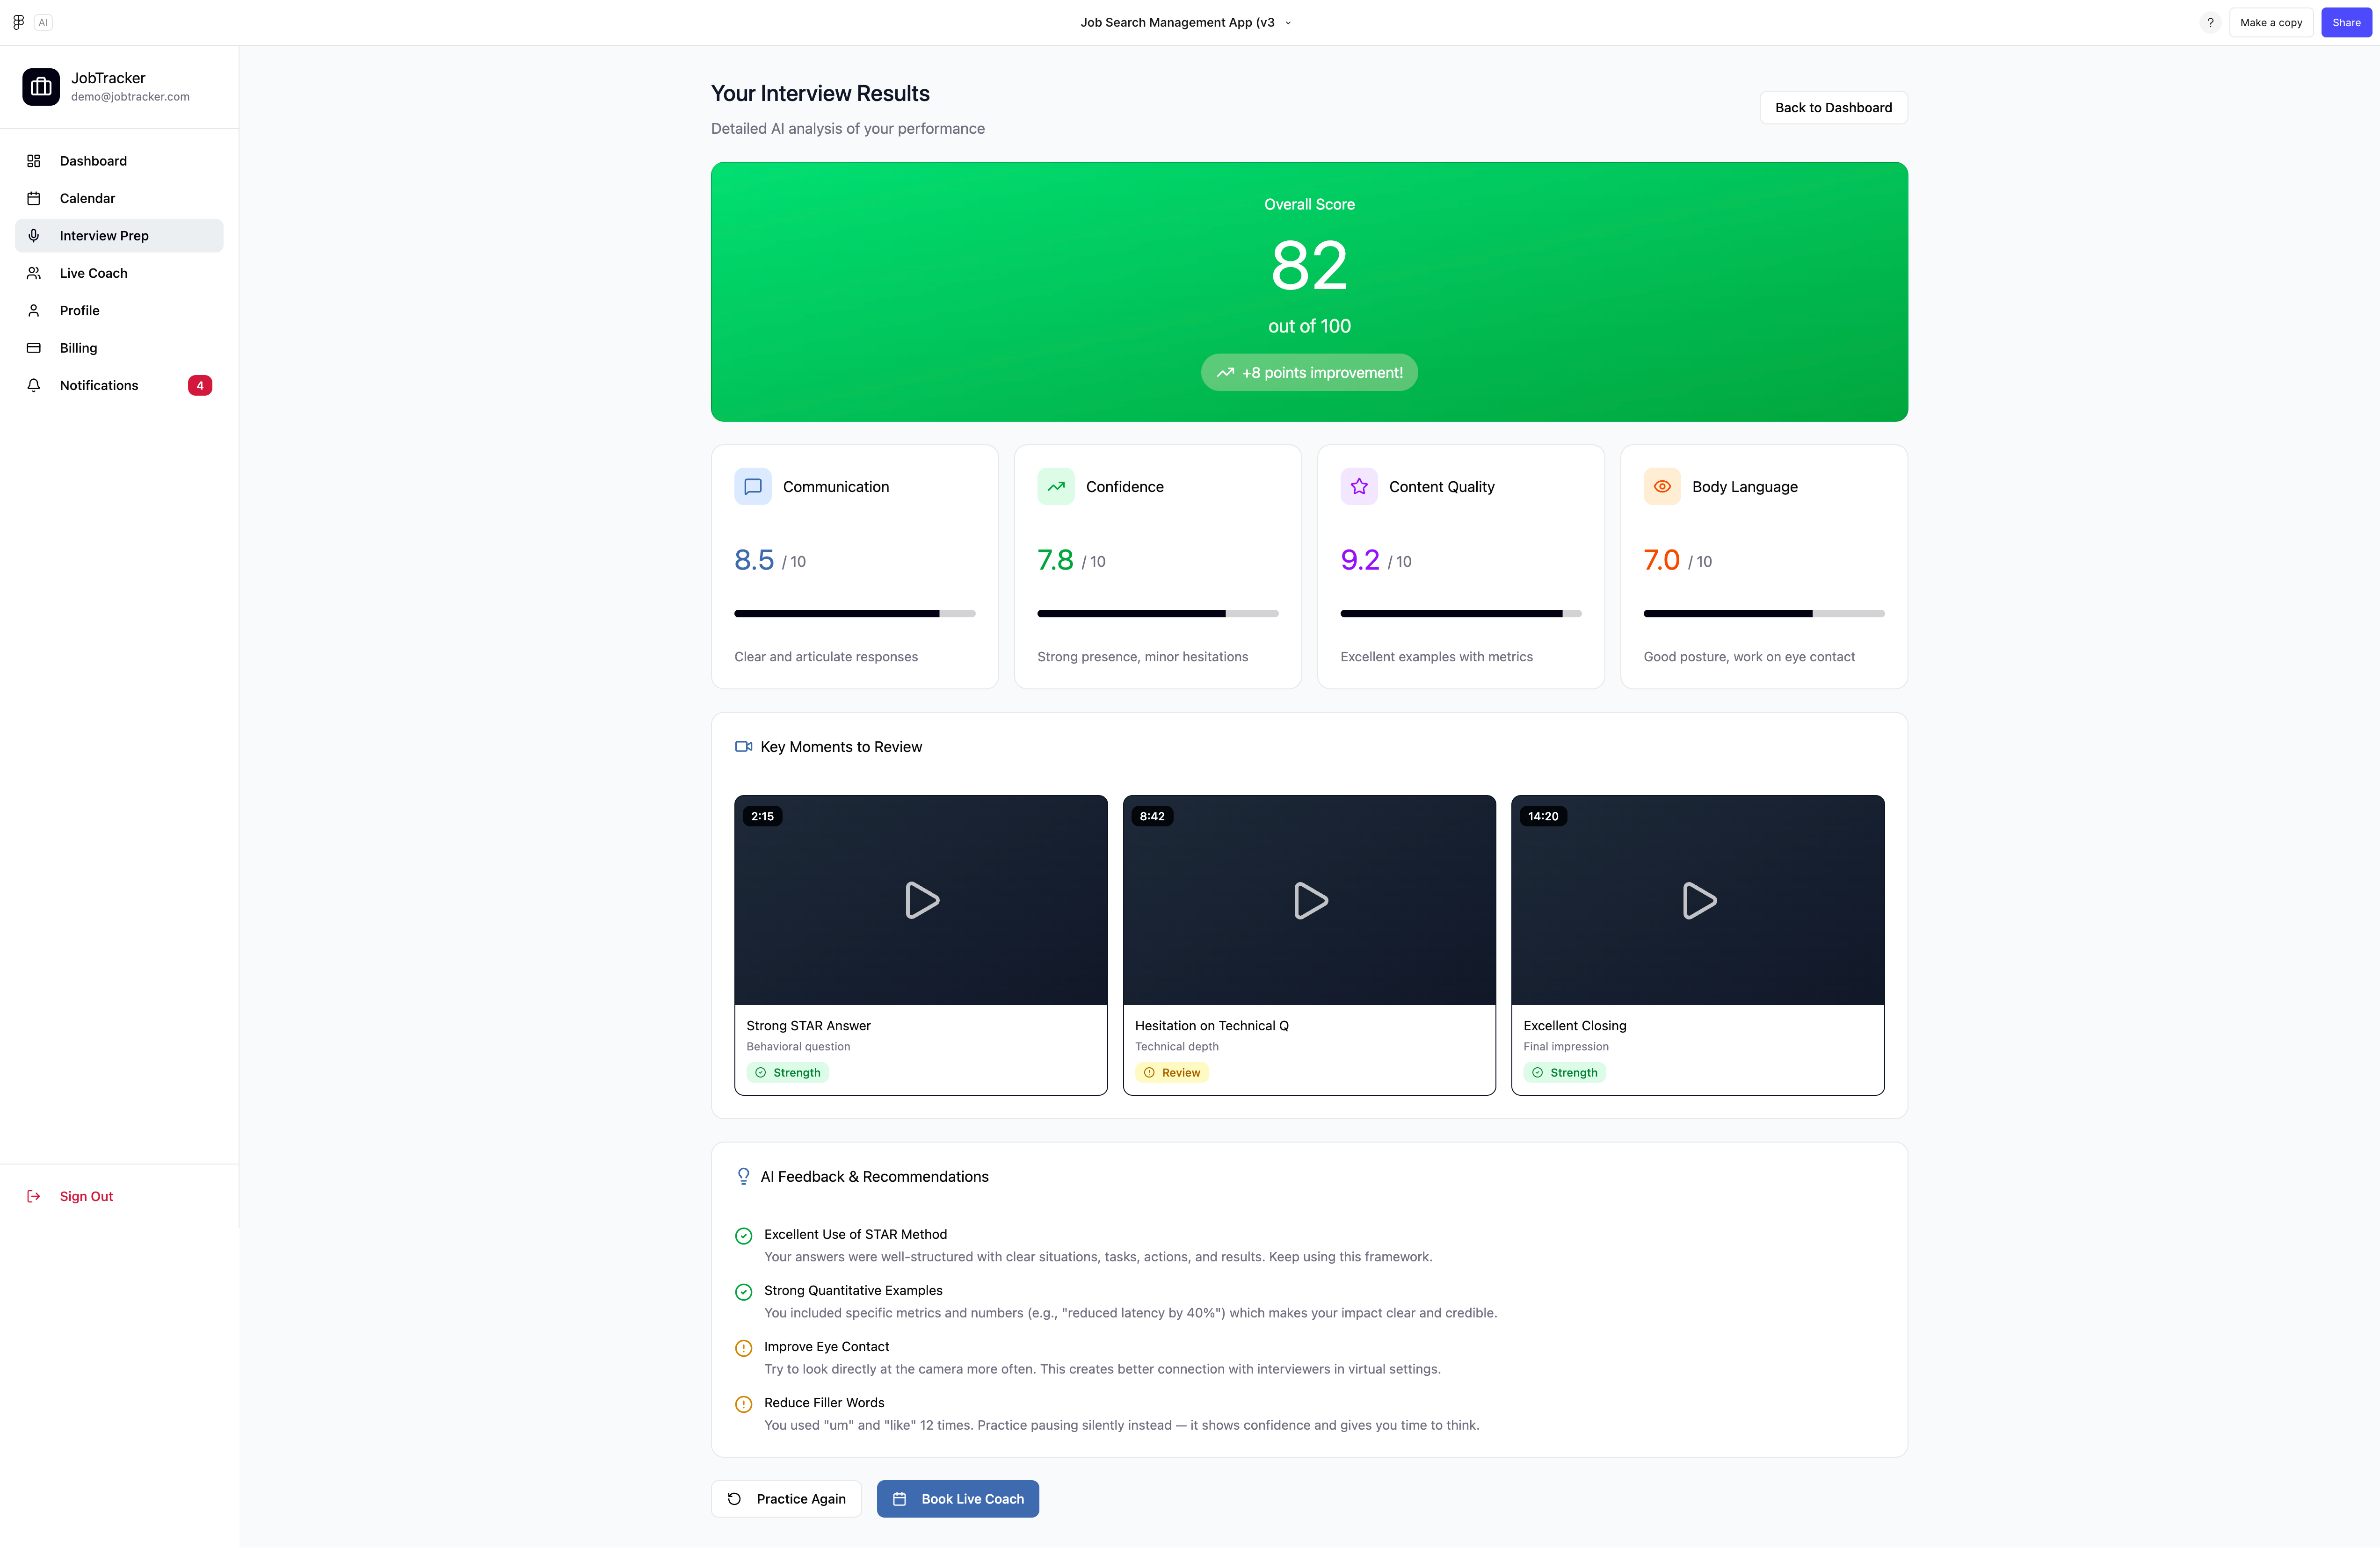 AI
Job Search Management App (v3
?
Make a copy
Share
JobTracker
demo@jobtracker.com
Dashboard
Calendar
Interview Prep
Live Coach
Profile
Billing
Notifications
4
Sign Out
Your Interview Results
Detailed AI analysis of your performance
Back to Dashboard
Overall Score
82
out of 100
+8 points improvement!
Communication
8.5 / 10
Clear and articulate responses
Confidence
7.8 / 10
Strong presence, minor hesitations
Content Quality
9.2 / 10
Excellent examples with metrics
Body Language
7.0 / 10
Good posture, work on eye contact
Key Moments to Review
2:15
Strong STAR Answer
Behavioral question
Strength
8:42
Hesitation on Technical Q
Technical depth
Review
14:20
Excellent Closing
Final impression
Strength
AI Feedback & Recommendations
Excellent Use of STAR Method
Your answers were well-structured with clear situations, tasks, actions, and results. Keep using this framework.
Strong Quantitative Examples
You included specific metrics and numbers (e.g., "reduced latency by 40%") which makes your impact clear and credible.
Improve Eye Contact
Try to look directly at the camera more often. This creates better connection with interviewers in virtual settings.
Reduce Filler Words
You used "um" and "like" 12 times. Practice pausing silently instead — it shows confidence and gives you time to think.
Practice Again
Book Live Coach